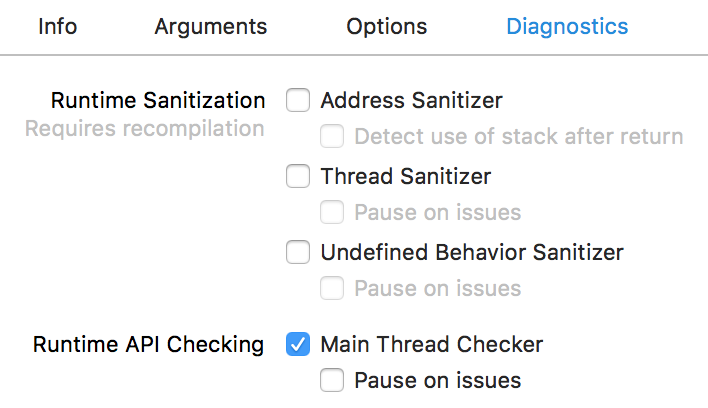 Info Arguments Options Diagnostics
Runtime Sanitization Address Sanitizer
Requires recompilation Detect use of stack after return
Thread Sanitizer
Pause on issues
Undefined Behavior Sanitizer
Pause on issues
Runtime API Checking Main Thread Checker
Pause on issues